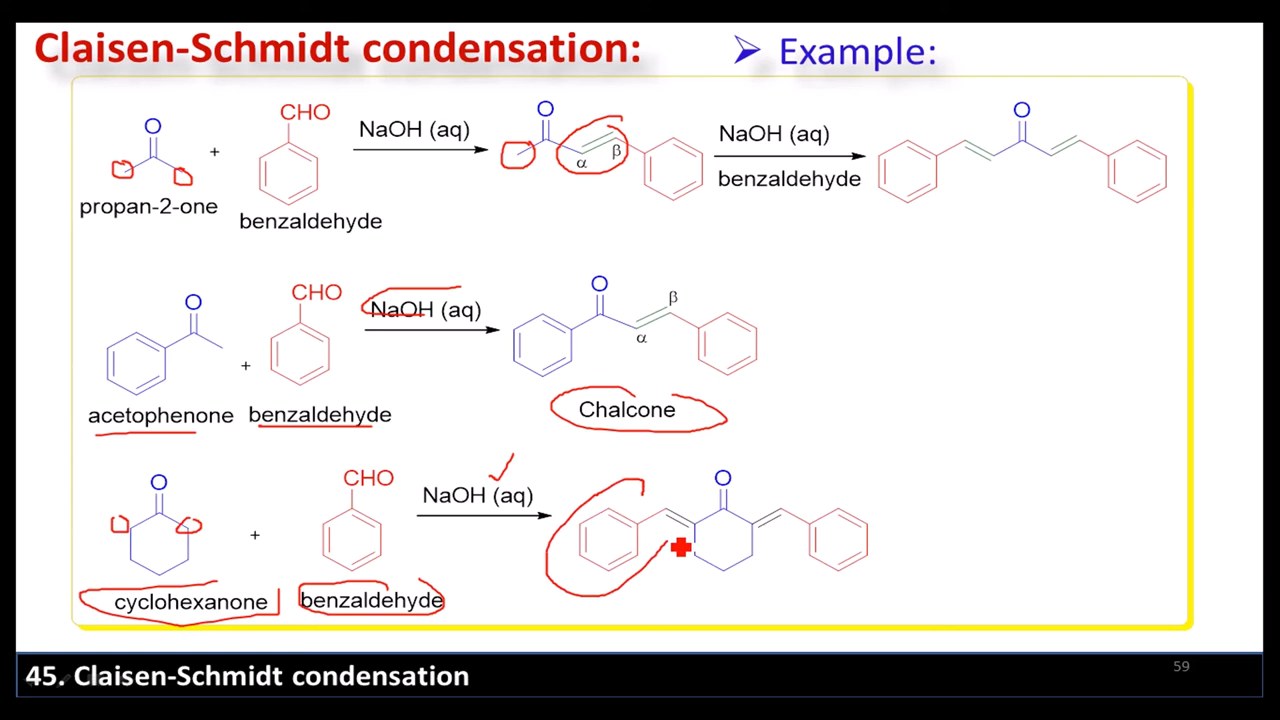 Claisen-Schmidt condensation:
➢ Example:
O
+
CHO
NaOH (aq)
O
α
β
NaOH (aq)
benzaldehyde
O
propan-2-one
benzaldehyde
O
+
CHO
NaOH (aq)
O
α
β
acetophenone
benzaldehyde
Chalcone
O
+
CHO
NaOH (aq)
O
cyclohexanone
benzaldehyde
45. Claisen-Schmidt condensation
59